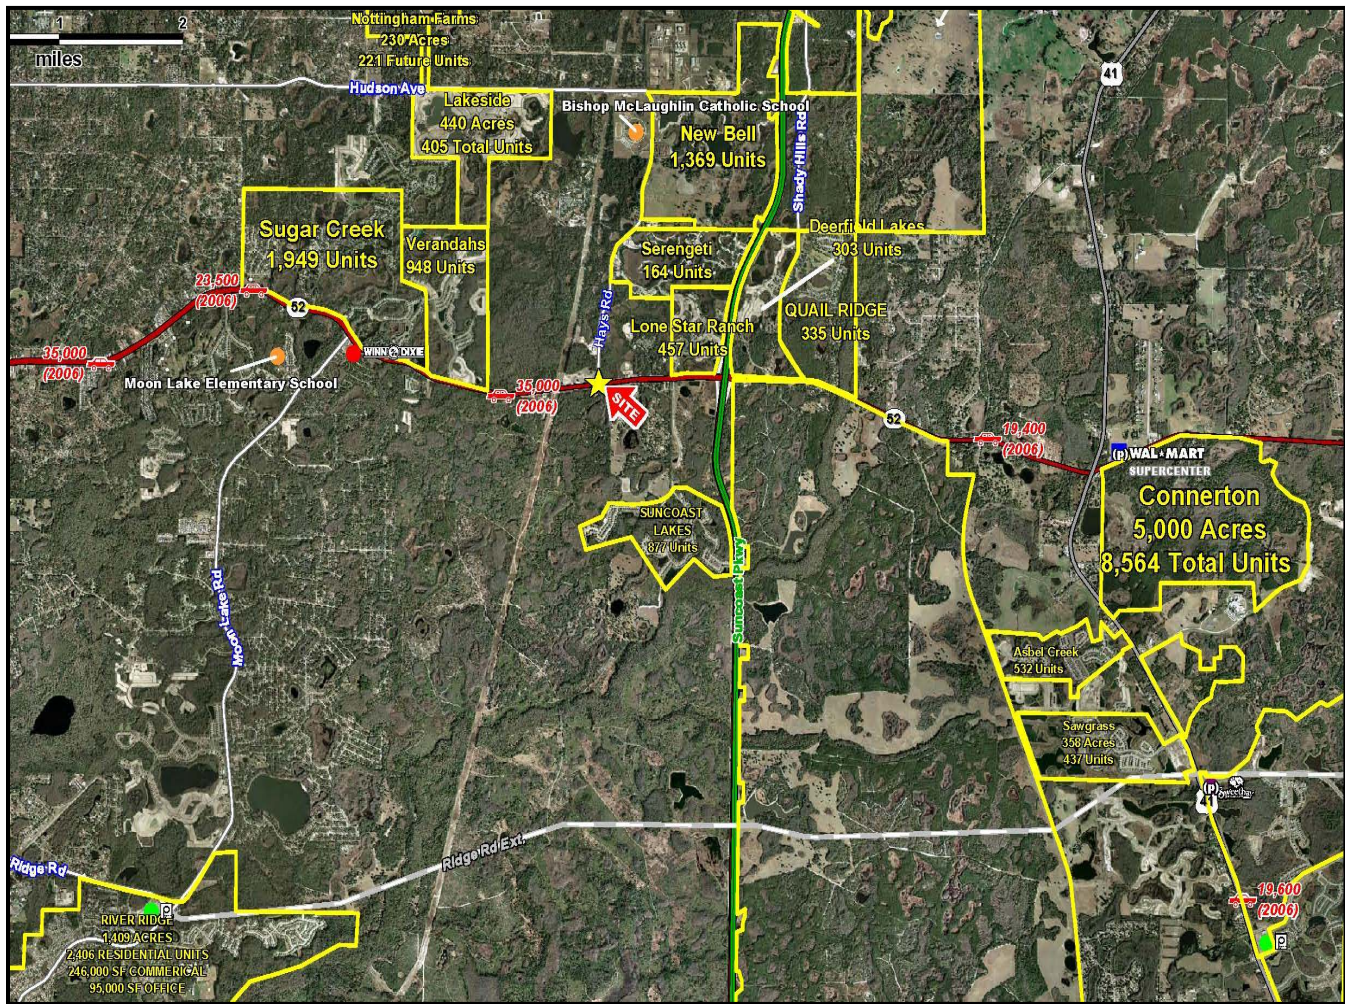 1
2
miles
Nottingham Farms
230 Acres
221 Future Units
41
Hudson Ave
Lakeside
440 Acres
405 Total Units
Bishop McLaughlin Catholic School
New Bell
1,369 Units
Shady Hills Rd
Sugar Creek
1,949 Units
Verandahs
948 Units
Serengeti
164 Units
Deerfield Lakes
303 Units
23,500
(2006)
52
Hays Rd
Lone Star Ranch
457 Units
QUAIL RIDGE
335 Units
35,000
(2006)
WINN DIXIE
Moon Lake Elementary School
35,000
(2006)
SITE
52
19,400
(2006)
(p) WAL★MART
SUPERCENTER
Connerton
5,000 Acres
8,564 Total Units
SUNCOAST
LAKES
877 Units
Suncoast Pkwy
Moon Lake Rd
Asbel Creek
532 Units
Sawgrass
358 Acres
437 Units
(p) Sweetbay
41
Ridge Rd Ext.
Ridge Rd
p
RIVER RIDGE
1,409 ACRES
2,406 RESIDENTIAL UNITS
246,000 SF COMMERICAL
95,000 SF OFFICE
19,600
(2006)
p